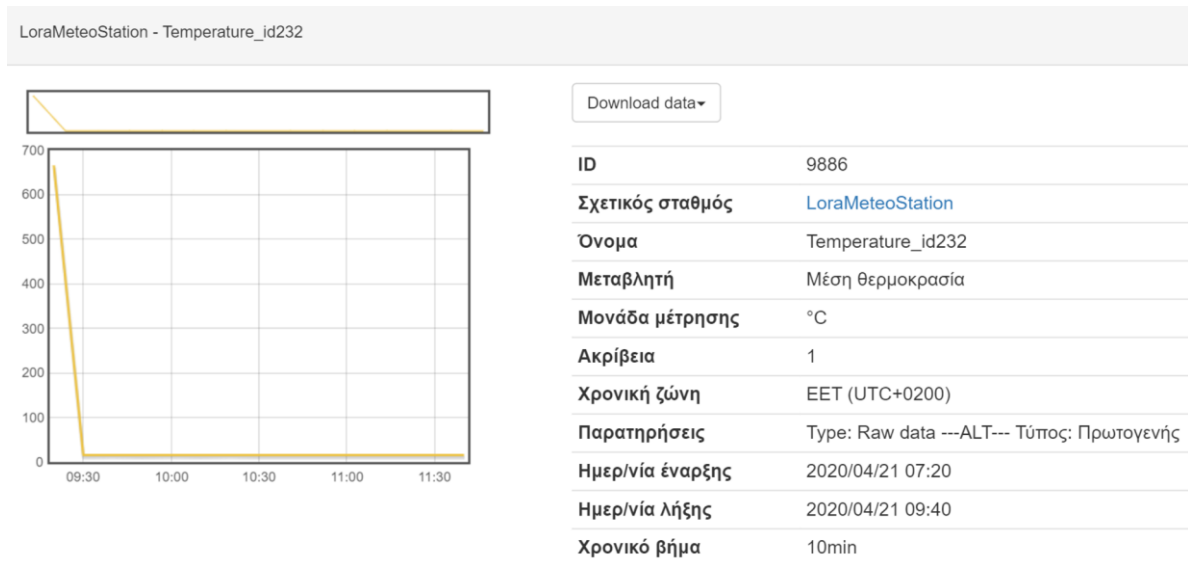 LoraMeteoStation - Temperature_id232
Download data
700
600
500
400
300
200
100
0
09:30 10:00 10:30 11:00 11:30
ID 9886
Σχετικός σταθμός LoraMeteoStation
Όνομα Temperature_id232
Μεταβλητή Μέση θερμοκρασία
Μονάδα μέτρησης °C
Ακρίβεια 1
Χρονική ζώνη EET (UTC+0200)
Παρατηρήσεις Type: Raw data ---ALT--- Τύπος: Πρωτογενής
Ημερ/νία έναρξης 2020/04/21 07:20
Ημερ/νία λήξης 2020/04/21 09:40
Χρονικό βήμα 10min